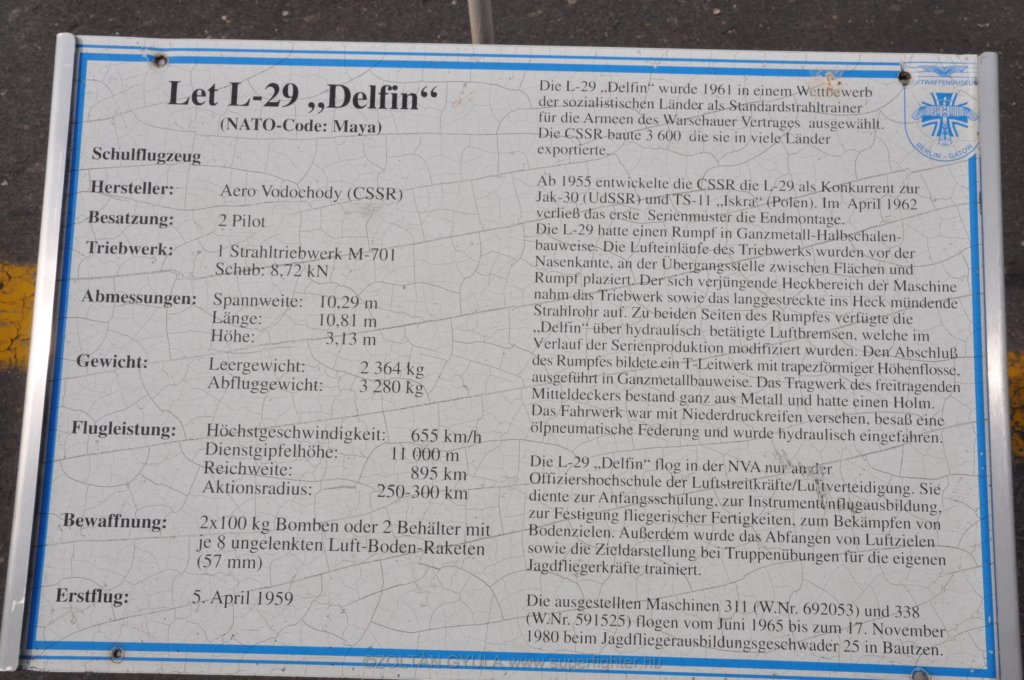 Let L-29 „Delfin“
(NATO-Code: Maya)
Schulflugzeug
Hersteller: Aero Vodochody (CSSR)
Besatzung: 2 Pilot
Triebwerk: 1 Strahltriebwerk M-701
Schub: 8,72 kN
Abmessungen: Spannweite: 10,29 m
Länge: 10,81 m
Höhe: 3,13 m
Gewicht: Leergewicht: 2 364 kg
Abfluggewicht: 3 280 kg
Flugleistung: Höchstgeschwindigkeit: 655 km/h
Dienstgipfelhöhe: 11 000 m
Reichweite: 895 km
Aktionsradius: 250-300 km
Bewaffnung: 2x100 kg Bomben oder 2 Behälter mit
je 8 ungelenkten Luft-Boden-Raketen
(57 mm)
Erstflug: 5. April 1959
Die L-29 „Delfin“ wurde 1961 in einem Wettbewerb
der sozialistischen Länder als Standardstrahltrainer
für die Armeen des Warschauer Vertrages ausgewählt.
Die CSSR baute 3 600 die sie in viele Länder
exportierte.
Ab 1955 entwickelte die CSSR die L-29 als Konkurrent zur
Jak-30 (UdSSR) und TS-11 „Iskra“ (Polen). Im April 1962
verließ das erste Serienmuster die Endmontage.
Die L-29 hatte einen Rumpf in Ganzmetall-Halbschalen-
bauweise. Die Lufteinläufe des Triebwerks wurden vor der
Nasenkante, an der Übergangsstelle zwischen Flächen und
Rumpf plaziert. Der sich verjüngende Heckbereich der Maschine
nahm das Triebwerk sowie das langgestreckte ins Heck mündende
Strahlrohr auf. Zu beiden Seiten des Rumpfes verfügte die
„Delfin“ über hydraulisch betätigte Luftbremsen, welche im
Verlauf der Serienproduktion modifiziert wurden. Den Abschluß
des Rumpfes bildete ein T-Leitwerk mit trapezförmiger Höhenflosse,
ausgeführt in Ganzmetallbauweise. Das Tragwerk des freitragenden
Mitteldeckers bestand ganz aus Metall und hatte einen Holm.
Das Fahrwerk war mit Niederdruckreifen versehen, besaß eine
ölpneumatische Federung und wurde hydraulisch eingefahren.
Die L-29 „Delfin“ flog in der NVA nur an der
Offiziershochschule der Luftstreitkräfte/Luftverteidigung. Sie
diente zur Anfangsschulung, zur Instrumentenflugausbildung,
zur Festigung fliegerischer Fertigkeiten, zum Bekämpfen von
Bodenzielen. Außerdem wurde das Abfangen von Luftzielen
sowie die Zieldarstellung bei Truppenübungen für die eigenen
Jagdfliegerkräfte trainiert.
Die ausgestellten Maschinen 311 (W.Nr. 692053) und 338
(W.Nr. 591525) flogen vom Juni 1965 bis zum 17. November
1980 beim Jagdfliegerausbildungsgeschwader 25 in Bautzen.
LUFTWAFFENMUSEUM
BERLIN - GATOW
©ZOLTÁN GYULA www.superfighter.hu